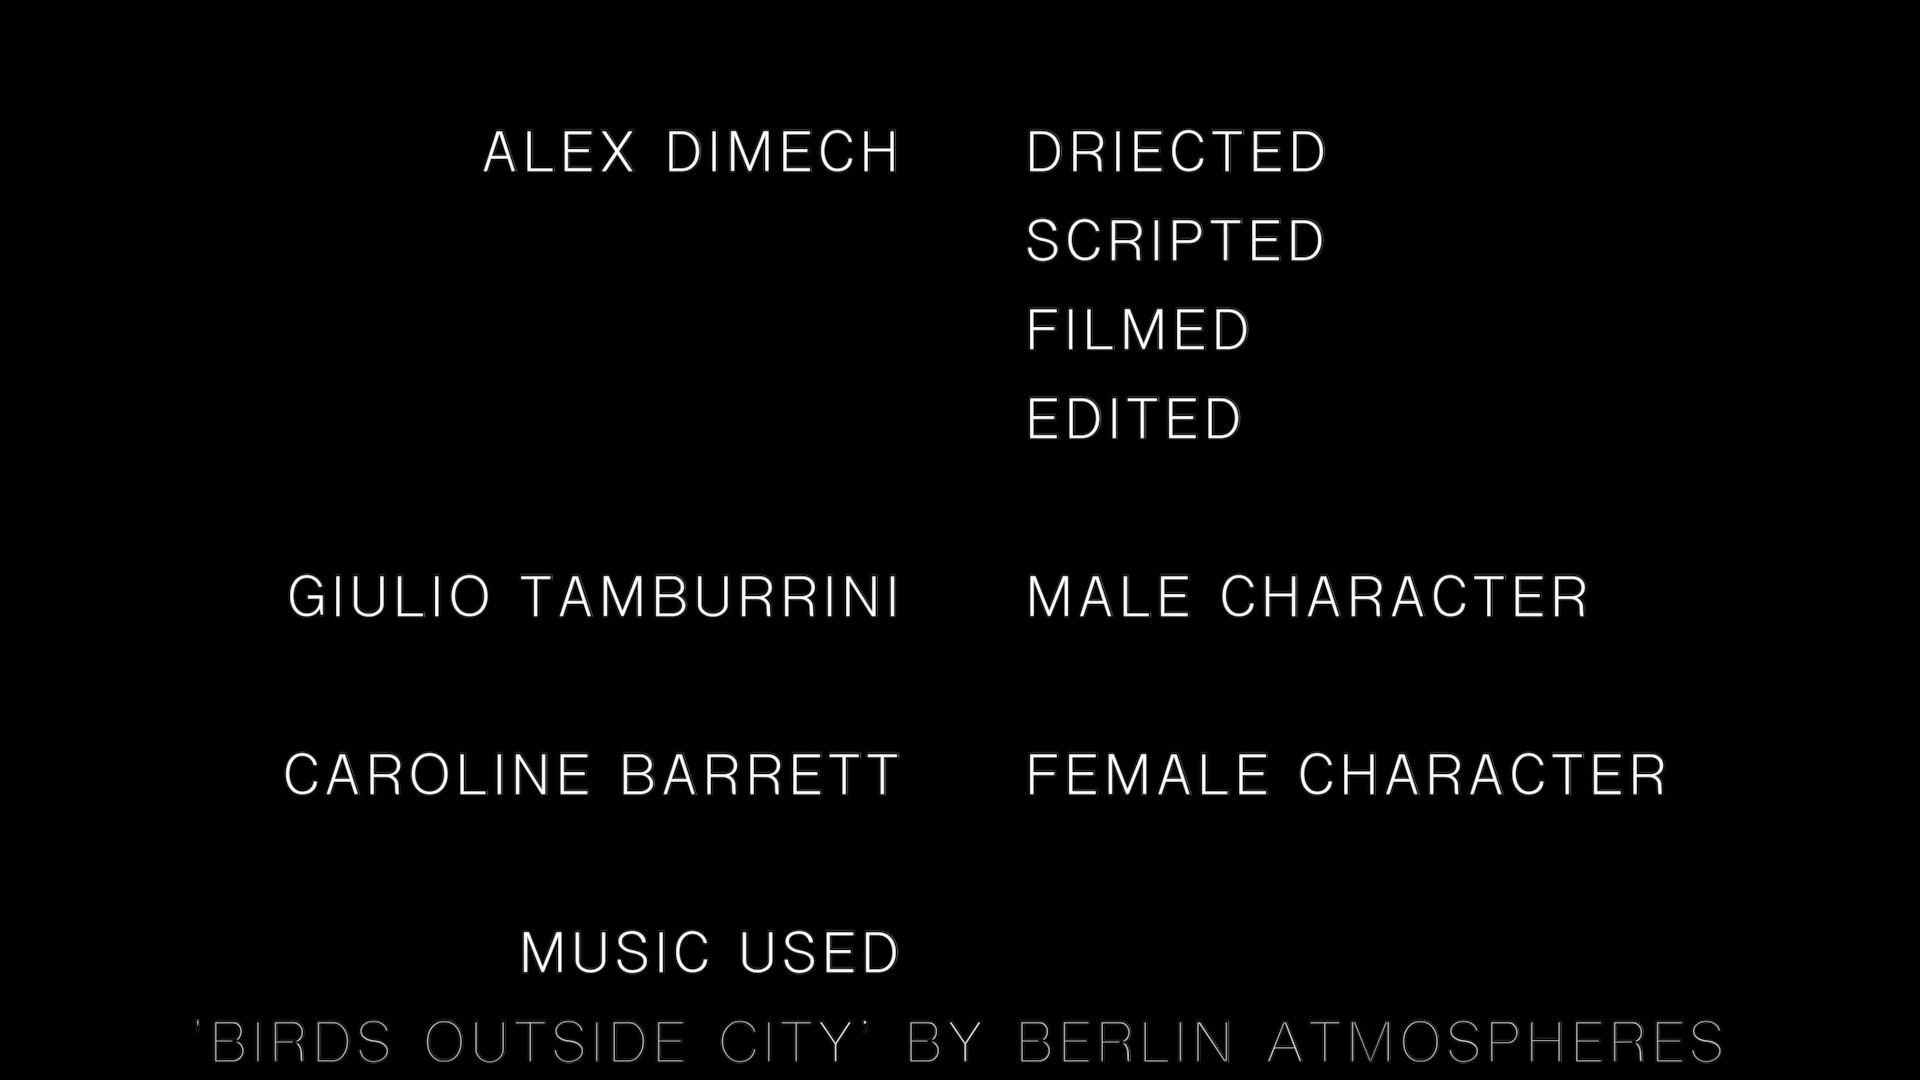 ALEX DIMECH DRIECTED
SCRIPTED
FILMED
EDITED
GIULIO TAMBURRINI MALE CHARACTER
CAROLINE BARRETT FEMALE CHARACTER
MUSIC USED
'BIRDS OUTSIDE CITY' BY BERLIN ATMOSPHERES